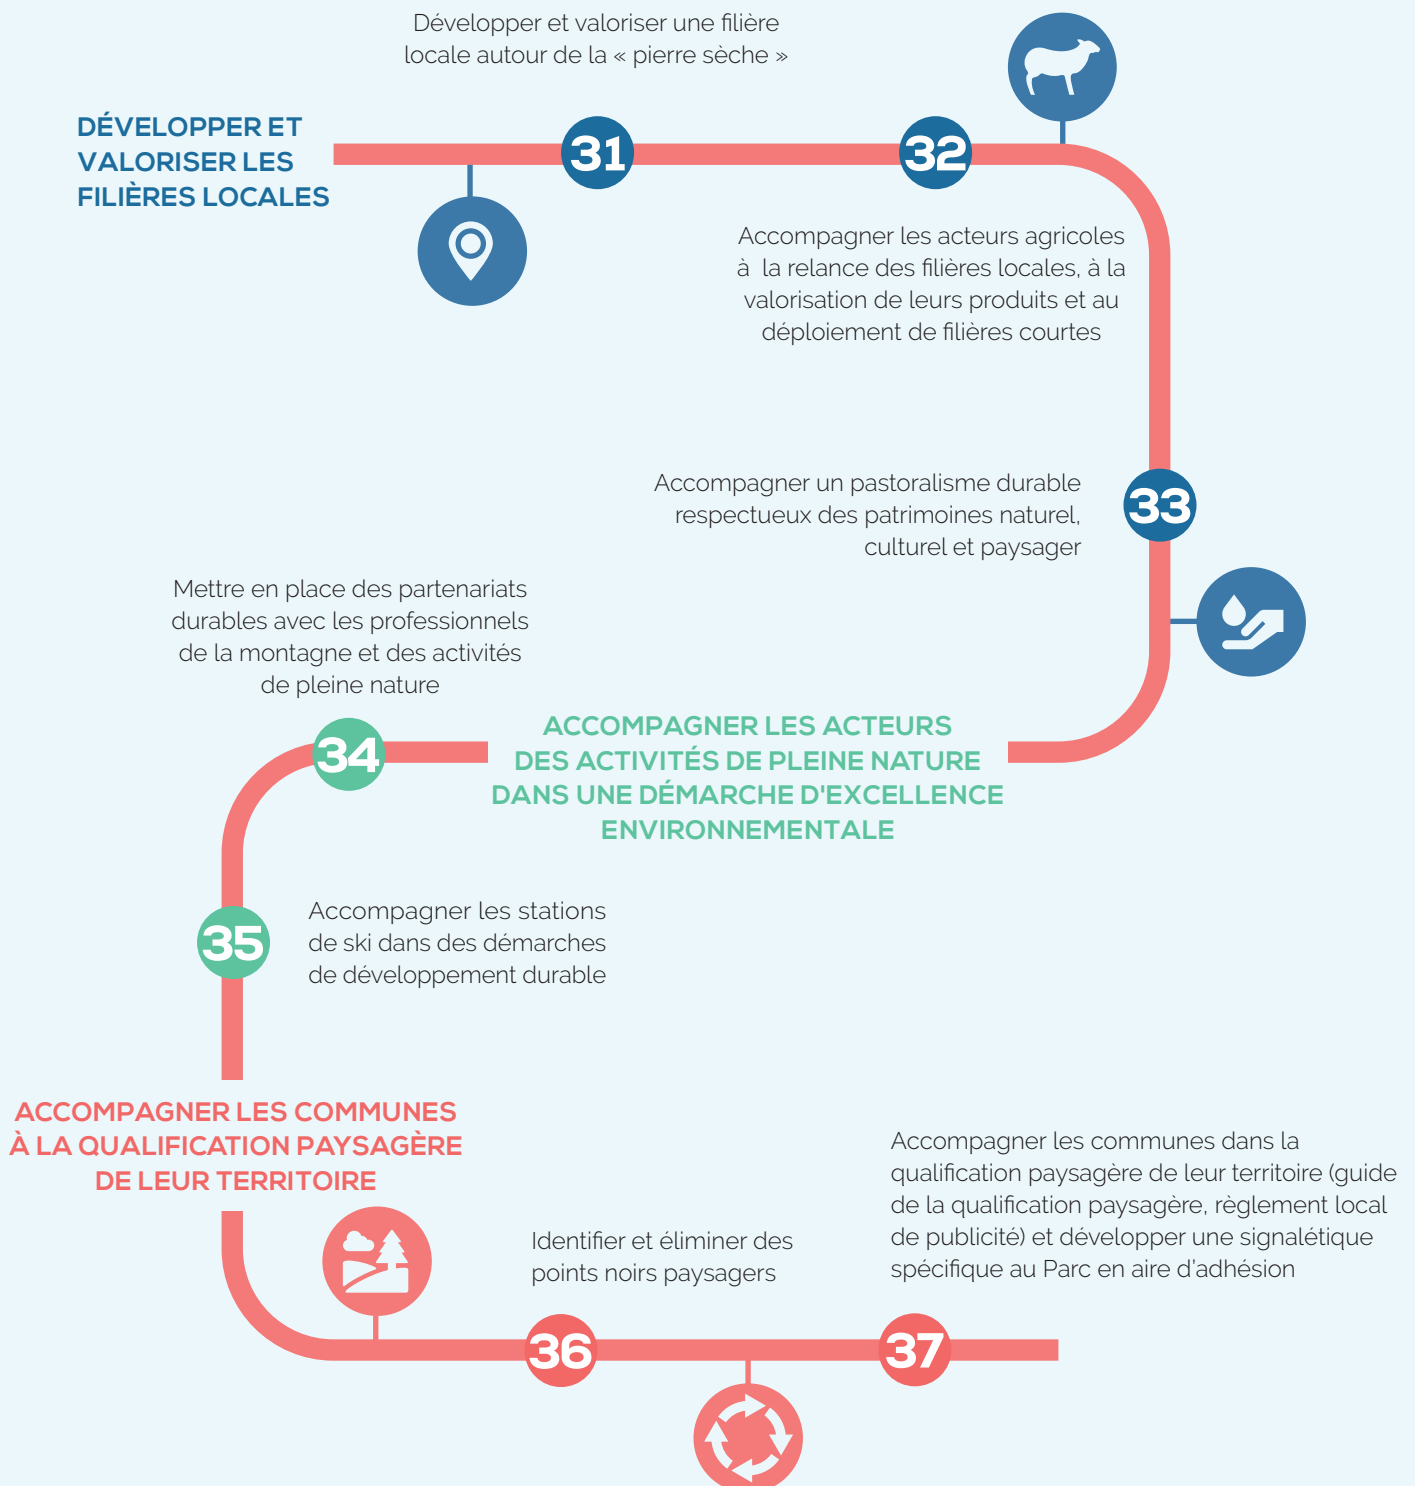 Développer et valoriser une filière
locale autour de la « pierre sèche »
DÉVELOPPER ET
VALORISER LES
FILIÈRES LOCALES
31
32
Accompagner les acteurs agricoles
à la relance des filières locales, à la
valorisation de leurs produits et au
déploiement de filières courtes
Accompagner un pastoralisme durable
respectueux des patrimoines naturel,
culturel et paysager
33
Mettre en place des partenariats
durables avec les professionnels
de la montagne et des activités
de pleine nature
34
ACCOMPAGNER LES ACTEURS
DES ACTIVITÉS DE PLEINE NATURE
DANS UNE DÉMARCHE D'EXCELLENCE
ENVIRONNEMENTALE
35
Accompagner les stations
de ski dans des démarches
de développement durable
ACCOMPAGNER LES COMMUNES
À LA QUALIFICATION PAYSAGÈRE
DE LEUR TERRITOIRE
Identifier et éliminer des
points noirs paysagers
36
Accompagner les communes dans la
qualification paysagère de leur territoire (guide
de la qualification paysagère, règlement local
de publicité) et développer une signalétique
spécifique au Parc en aire d'adhésion
37